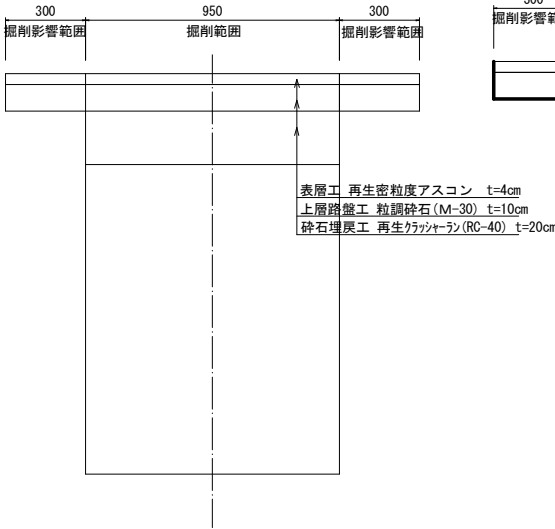 300 950 300
掘削影響範囲 掘削範囲 掘削影響範囲
表層工 再生密粒度アスコン t=4cm
上層路盤工 粒調砕石(M-30) t=10cm
砕石埋戻工 再生クラッシャーラン(RC-40) t=20cm
掘削影響範